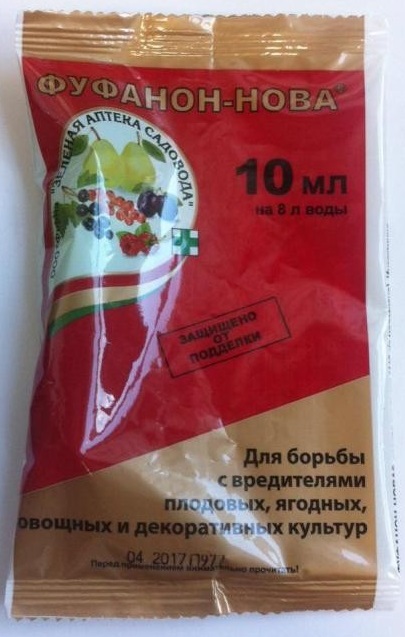 ФУФАНОН-НОВА®
"ЗЕЛЕНАЯ АПТЕКА САДОВОДА"
10 мл
на 8 л воды
ЗАЩИЩЕНО
ОТ
ПОДДЕЛКИ
Для борьбы
с вредителями
плодовых, ягодных,
овощных и декоративных культур
04 2017/1977
Перед применением внимательно прочитать!